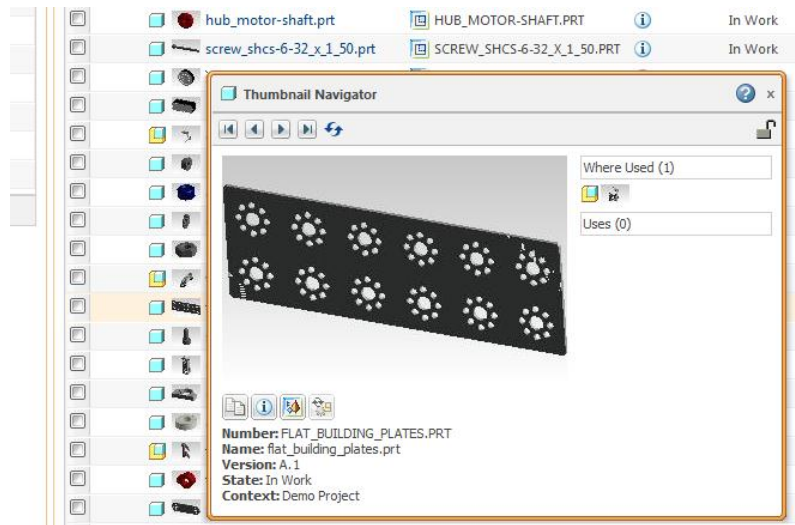 hub_motor-shaft.prt HUB_MOTOR-SHAFT.PRT In Work
screw_shcs-6-32_x_1_50.prt SCREW_SHCS-6-32_X_1_50.PRT In Work
Thumbnail Navigator
Where Used (1)
Uses (0)
Number: FLAT_BUILDING_PLATES.PRT
Name: flat_building_plates.prt
Version: A.1
State: In Work
Context: Demo Project